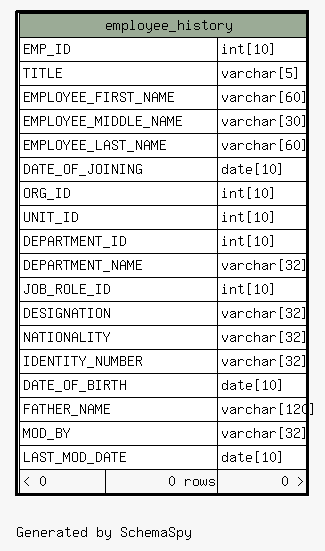 employee_history
EMP_ID int[10]
TITLE varchar[5]
EMPLOYEE_FIRST_NAME varchar[60]
EMPLOYEE_MIDDLE_NAME varchar[30]
EMPLOYEE_LAST_NAME varchar[60]
DATE_OF_JOINING date[10]
ORG_ID int[10]
UNIT_ID int[10]
DEPARTMENT_ID int[10]
DEPARTMENT_NAME varchar[32]
JOB_ROLE_ID int[10]
DESIGNATION varchar[32]
NATIONALITY varchar[32]
IDENTITY_NUMBER varchar[32]
DATE_OF_BIRTH date[10]
FATHER_NAME varchar[120]
MOD_BY varchar[32]
LAST_MOD_DATE date[10]
< 0 0 rows 0 >
Generated by SchemaSpy